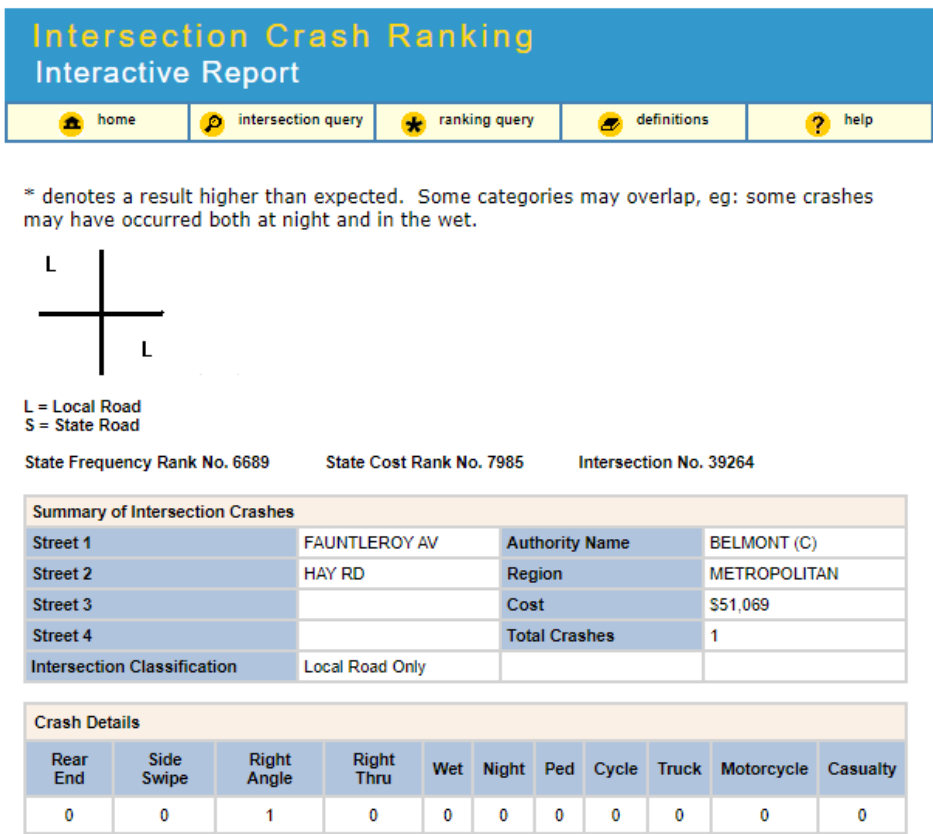 Intersection Crash Ranking
Interactive Report
home intersection query ranking query definitions help
* denotes a result higher than expected. Some categories may overlap, eg: some crashes
may have occurred both at night and in the wet.
L
L
L = Local Road
S = State Road
State Frequency Rank No. 6689 State Cost Rank No. 7985 Intersection No. 39264
Summary of Intersection Crashes
Street 1 FAUNTLEROY AV Authority Name BELMONT (C)
Street 2 HAY RD Region METROPOLITAN
Street 3 Cost $51,069
Street 4 Total Crashes 1
Intersection Classification Local Road Only
Crash Details
Rear End Side Swipe Right Angle Right Thru Wet Night Ped Cycle Truck Motorcycle Casualty
0 0 1 0 0 0 0 0 0 0 0